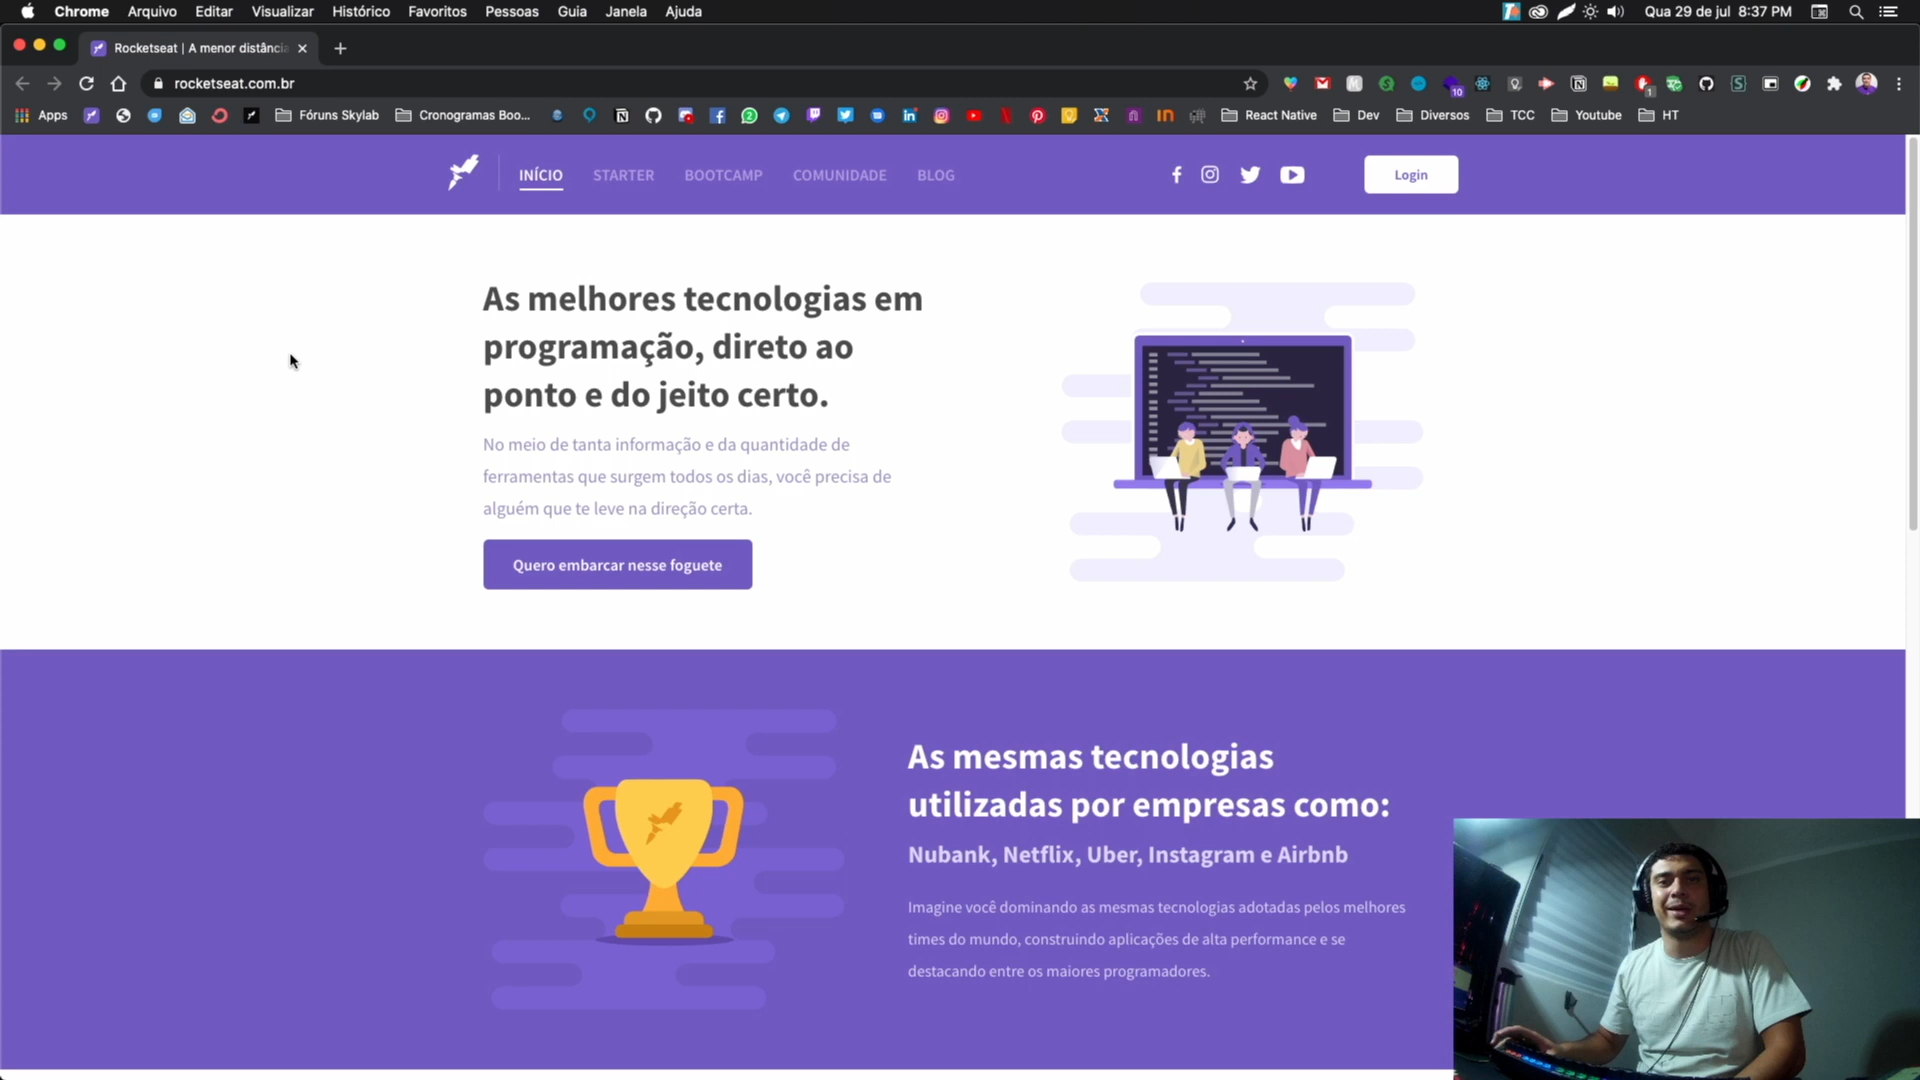 Chrome Arquivo Editar Visualizar Histórico Favoritos Pessoas Guia Janela Ajuda Qua 29 de jul 8:37 PM
Rocketseat | A menor distância
rocketseat.com.br
10
1
Apps Fóruns Skylab Cronogramas Boo... React Native Dev Diversos TCC Youtube HT
INÍCIO STARTER BOOTCAMP COMUNIDADE BLOG Login
As melhores tecnologias em
programação, direto ao
ponto e do jeito certo.
No meio de tanta informação e da quantidade de
ferramentas que surgem todos os dias, você precisa de
alguém que te leve na direção certa.
Quero embarcar nesse foguete
As mesmas tecnologias
utilizadas por empresas como:
Nubank, Netflix, Uber, Instagram e Airbnb
Imagine você dominando as mesmas tecnologias adotadas pelos melhores
times do mundo, construindo aplicações de alta performance e se
destacando entre os maiores programadores.